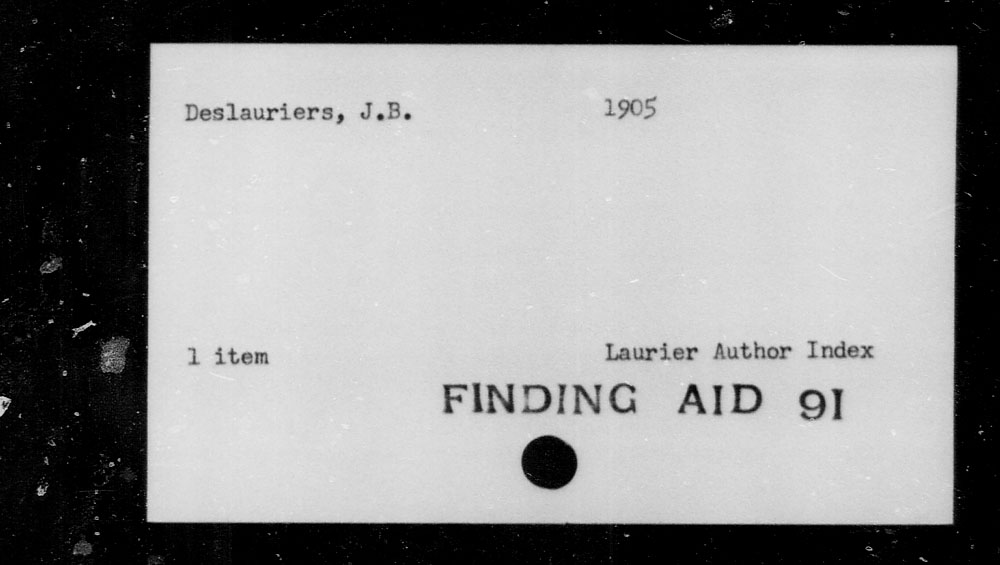 Deslauriers, J.B. 1905
1 item Laurier Author Index
FINDING AID 91